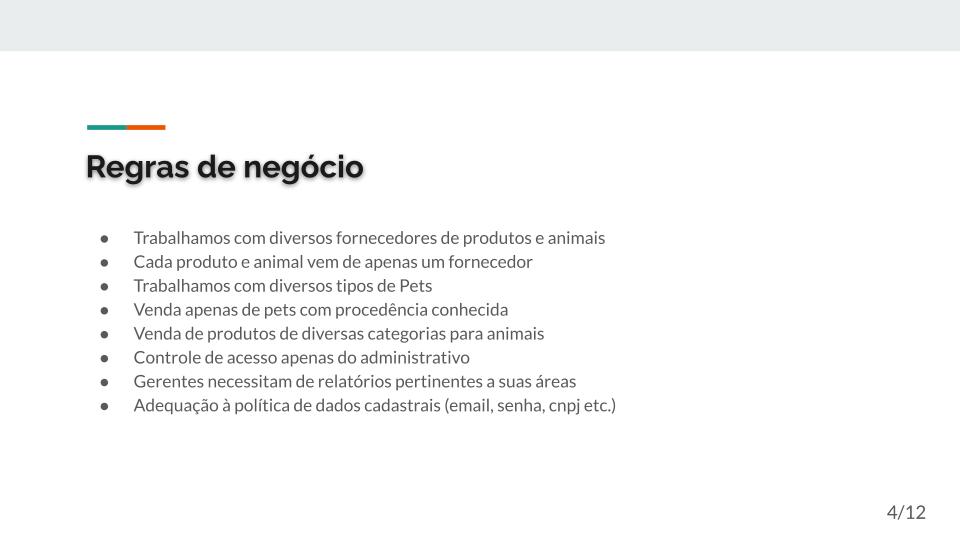 Regras de negócio
● Trabalhamos com diversos fornecedores de produtos e animais
● Cada produto e animal vem de apenas um fornecedor
● Trabalhamos com diversos tipos de Pets
● Venda apenas de pets com procedência conhecida
● Venda de produtos de diversas categorias para animais
● Controle de acesso apenas do administrativo
● Gerentes necessitam de relatórios pertinentes a suas áreas
● Adequação à política de dados cadastrais (email, senha, cnpj etc.)
4/12